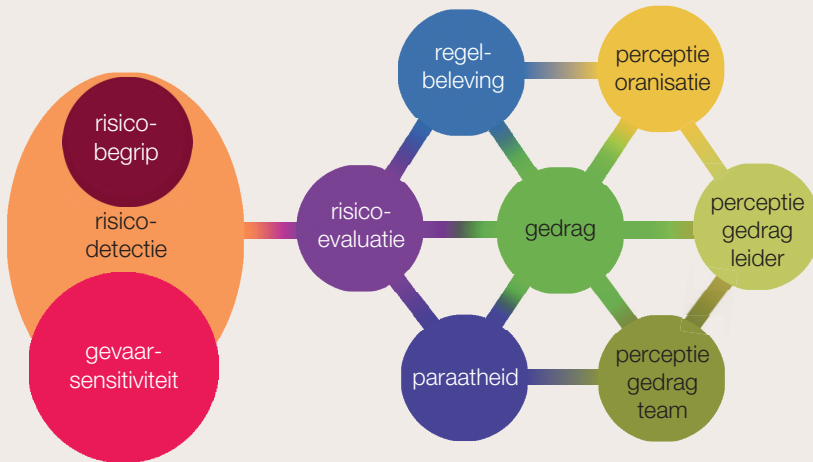 risico-
begrip
risico-
detectie
gevaar-
sensitiviteit
risico-
evaluatie
regel-
beleving
gedrag
paraatheid
perceptie
oranisatie
perceptie
gedrag
leider
perceptie
gedrag
team